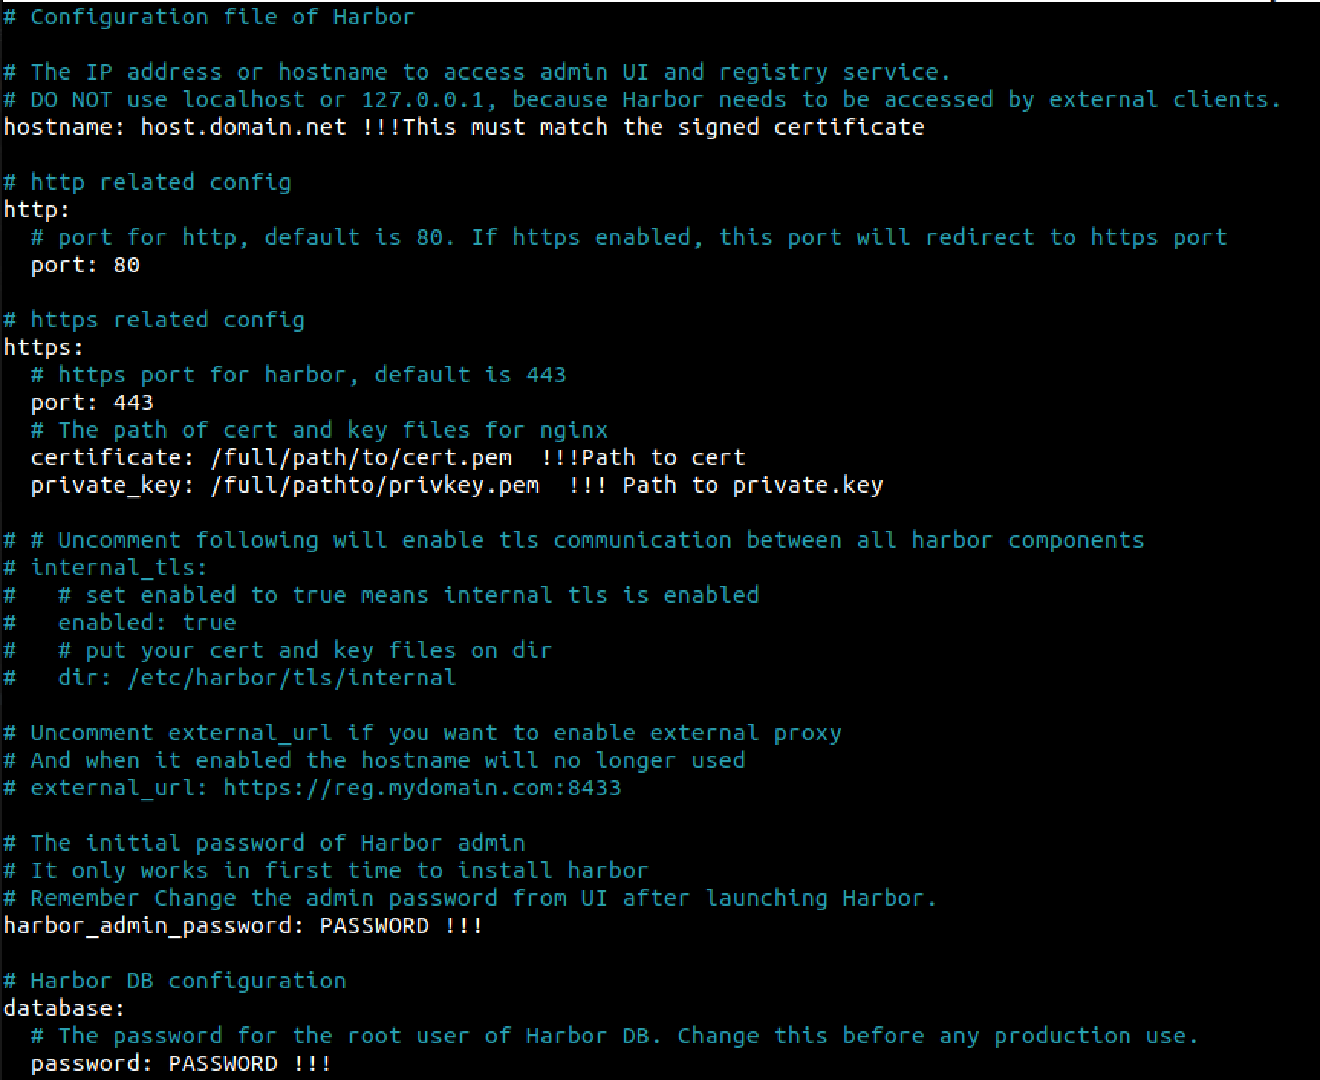 # Configuration file of Harbor
# The IP address or hostname to access admin UI and registry service.
# DO NOT use localhost or 127.0.0.1, because Harbor needs to be accessed by external clients.
hostname: host.domain.net !!!This must match the signed certificate
# http related config
http:
  # port for http, default is 80. If https enabled, this port will redirect to https port
  port: 80
# https related config
https:
  # https port for harbor, default is 443
  port: 443
  # The path of cert and key files for nginx
  certificate: /full/path/to/cert.pem  !!!Path to cert
  private_key: /full/pathto/privkey.pem  !!! Path to private.key
# # Uncomment following will enable tls communication between all harbor components
# internal_tls:
#   # set enabled to true means internal tls is enabled
#   enabled: true
#   # put your cert and key files on dir
#   dir: /etc/harbor/tls/internal
# Uncomment external_url if you want to enable external proxy
# And when it enabled the hostname will no longer used
# external_url: https://reg.mydomain.com:8433
# The initial password of Harbor admin
# It only works in first time to install harbor
# Remember Change the admin password from UI after launching Harbor.
harbor_admin_password: PASSWORD !!!
# Harbor DB configuration
database:
  # The password for the root user of Harbor DB. Change this before any production use.
  password: PASSWORD !!!